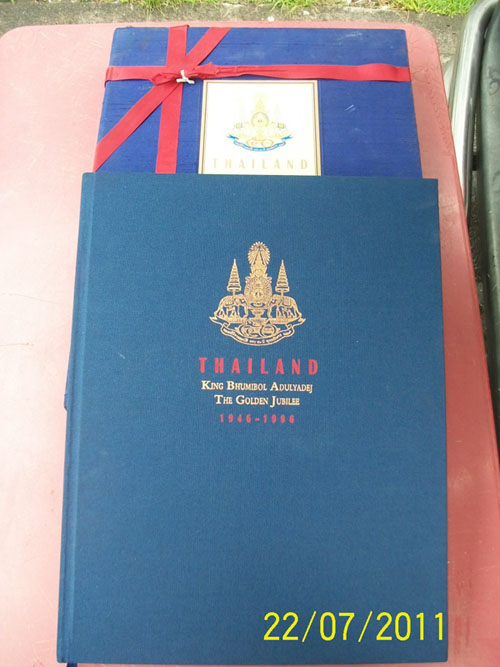 THAILAND
THAILAND
KING BHUMIBOL ADULYADEJ
THE GOLDEN JUBILEE
1946-1996
22/07/2011